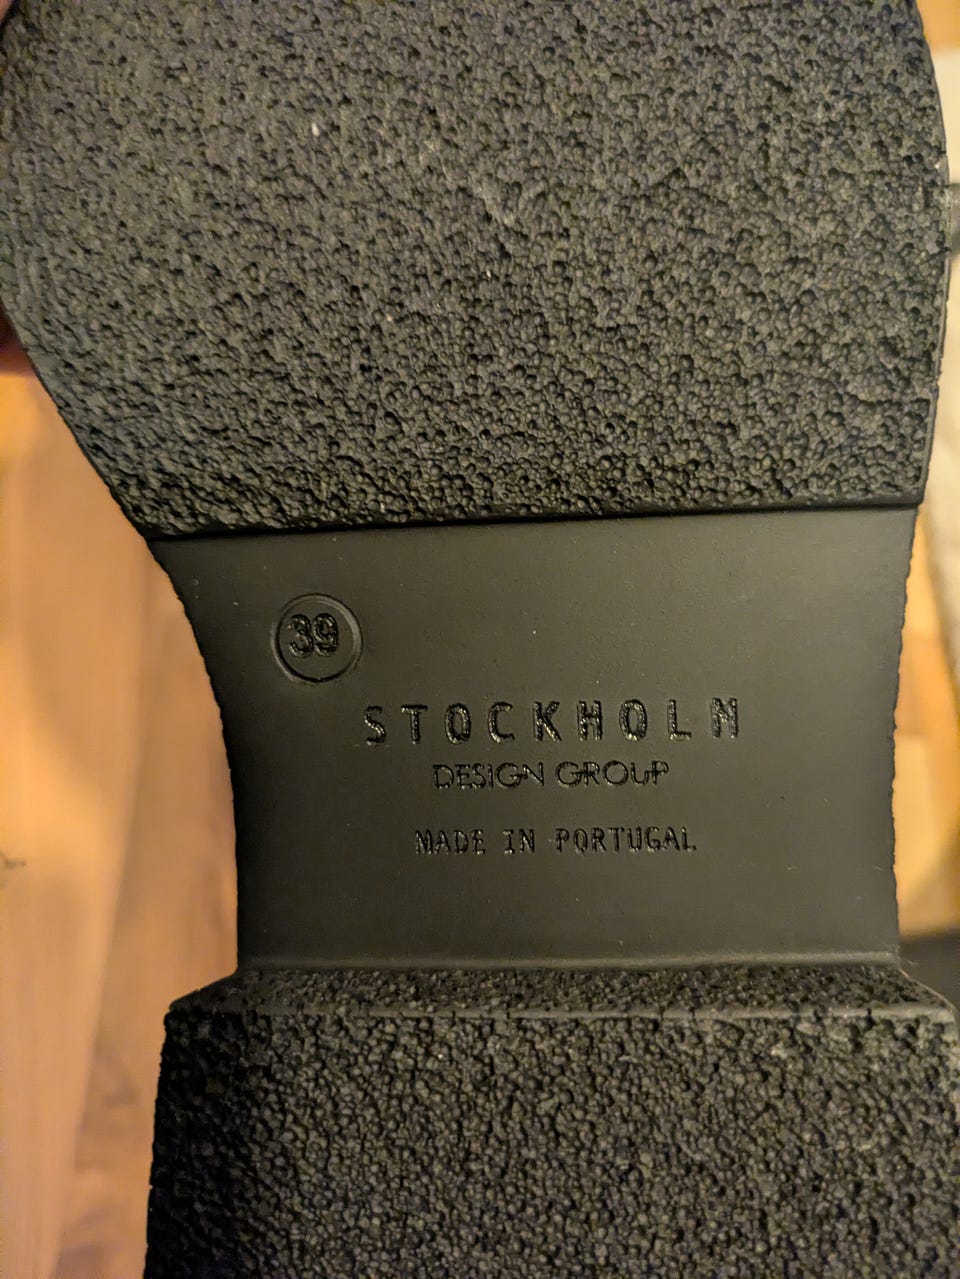 39
STOCKHOLM
DESIGN GROUP
MADE IN PORTUGAL